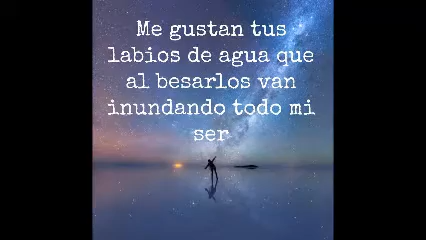 Me gustan tus
labios de agua que
al besarlos van
inundando todo mi
ser